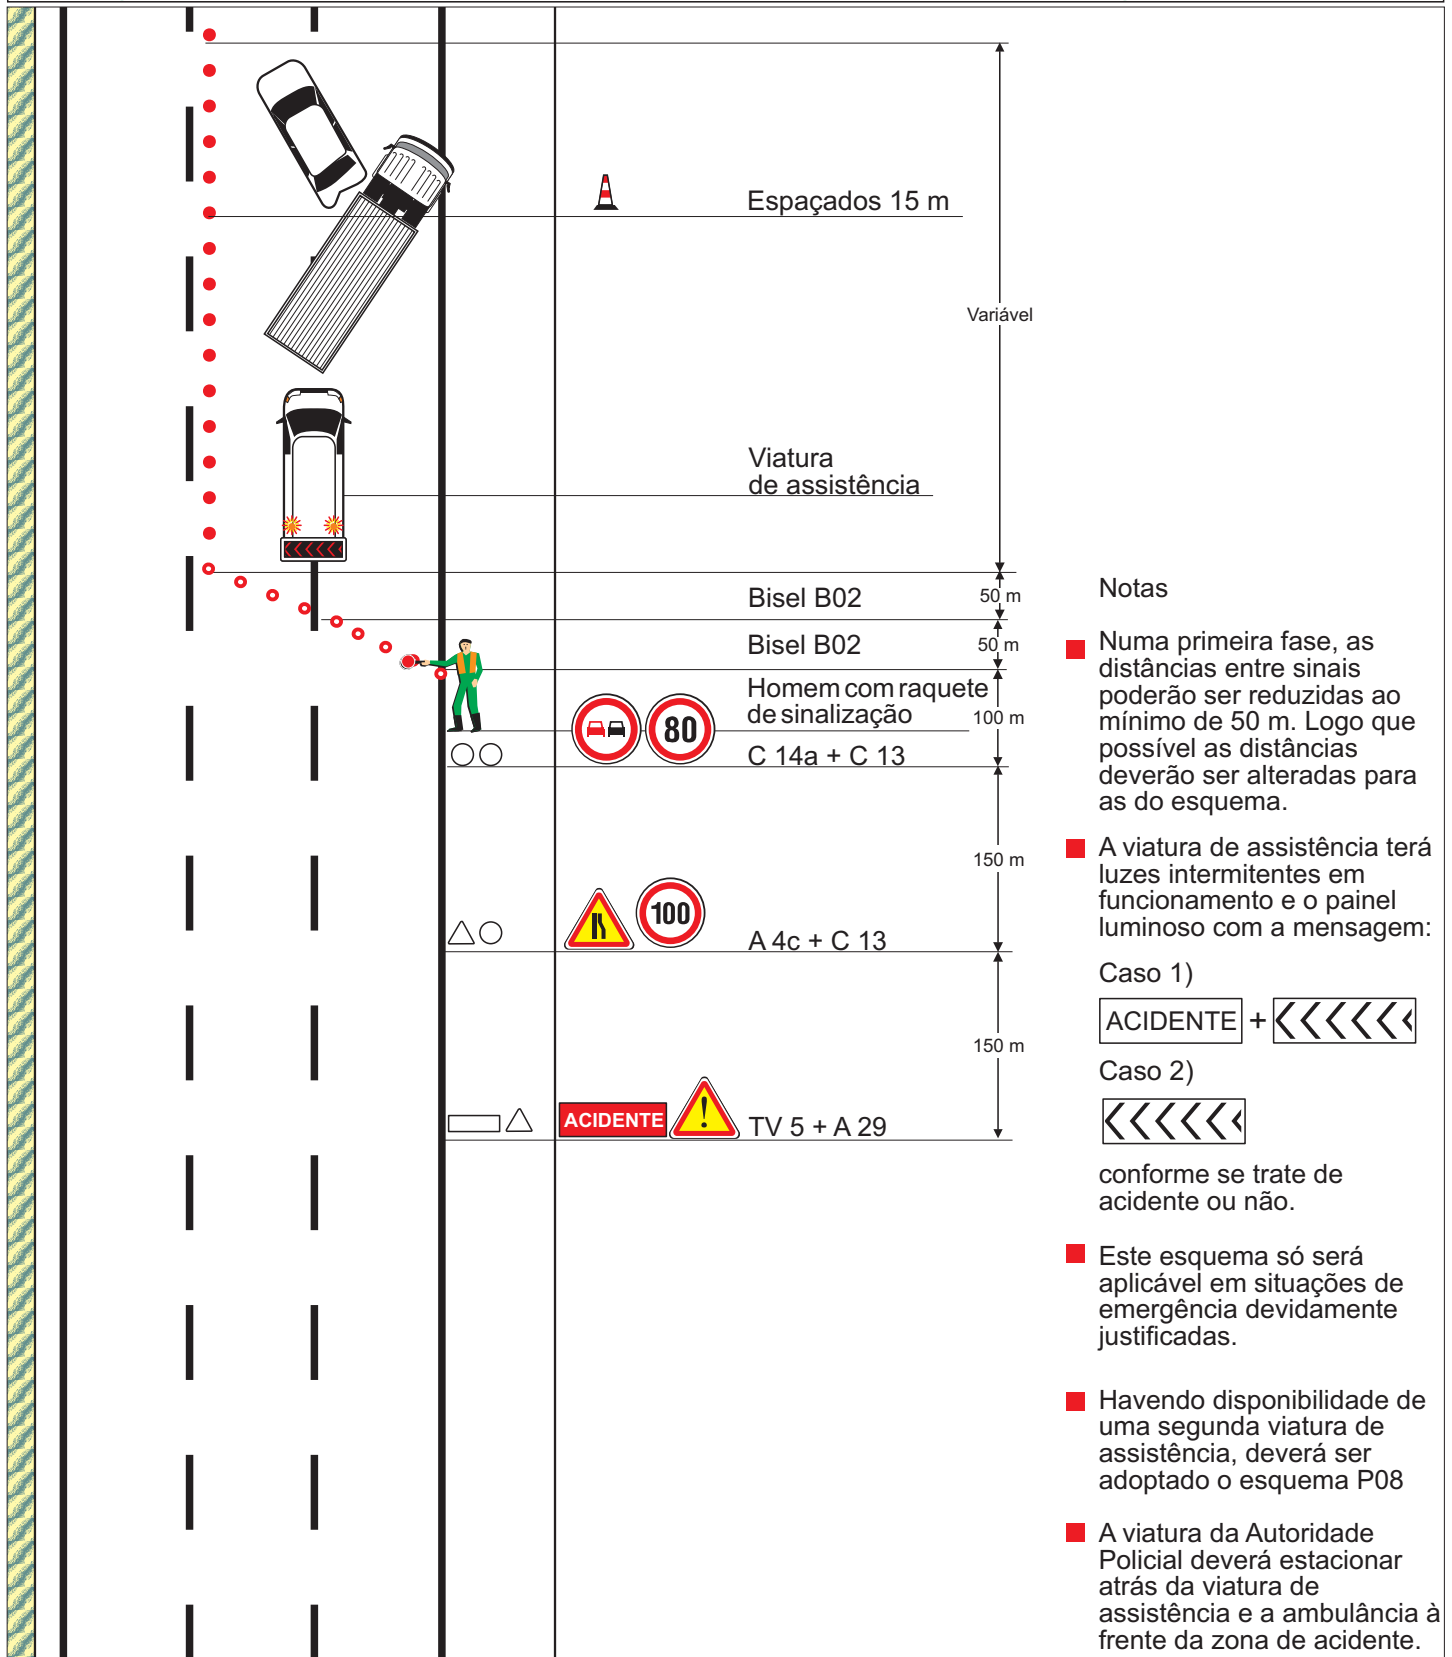 Espaçados 15 m
Variável
Viatura
de assistência
Bisel B02
50 m
Bisel B02
50 m
Homem com raquete
de sinalização
100 m
80
C 14a + C 13
150 m
100
A 4c + C 13
150 m
ACIDENTE
!
TV 5 + A 29
Notas
Numa primeira fase, as
distâncias entre sinais
poderão ser reduzidas ao
mínimo de 50 m. Logo que
possível as distâncias
deverão ser alteradas para
as do esquema.
A viatura de assistência terá
luzes intermitentes em
funcionamento e o painel
luminoso com a mensagem:
Caso 1)
ACIDENTE +
Caso 2)
conforme se trate de
acidente ou não.
Este esquema só será
aplicável em situações de
emergência devidamente
justificadas.
Havendo disponibilidade de
uma segunda viatura de
assistência, deverá ser
adoptado o esquema P08
A viatura da Autoridade
Policial deverá estacionar
atrás da viatura de
assistência e a ambulância à
frente da zona de acidente.